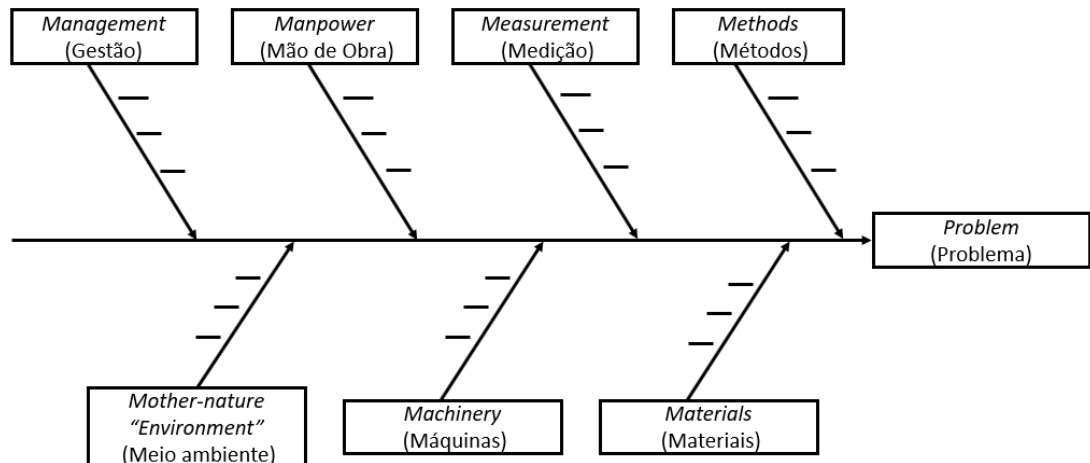 Management
(Gestão)
Manpower
(Mão de Obra)
Measurement
(Medição)
Methods
(Métodos)
Problem
(Problema)
Mother-nature
“Environment”
(Meio ambiente)
Machinery
(Máquinas)
Materials
(Materiais)